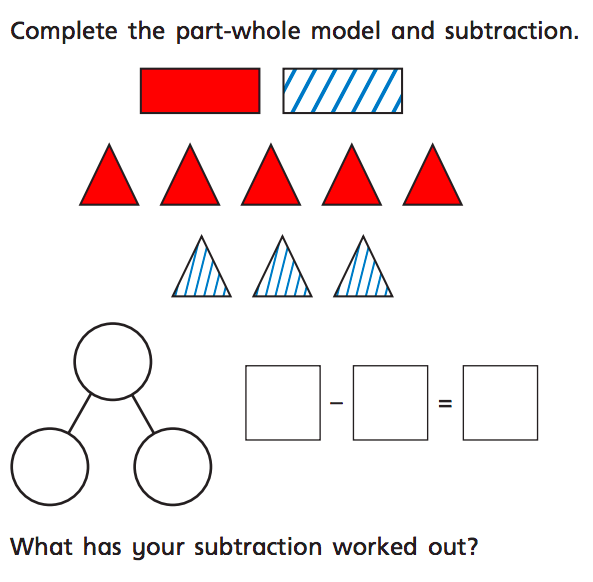 Complete the part-whole model and subtraction.
− =
What has your subtraction worked out?